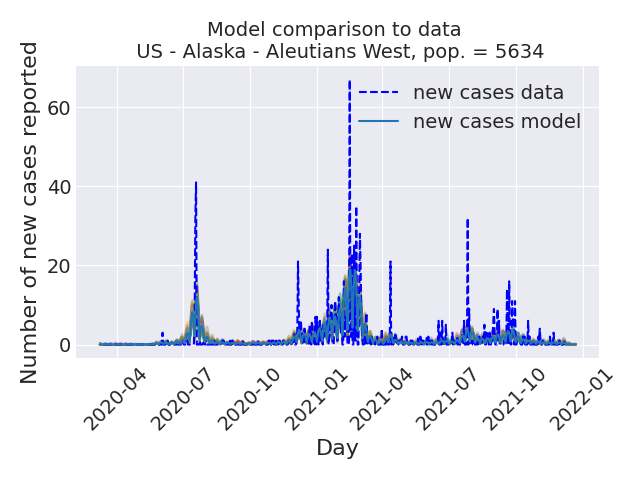 Model comparison to data
US - Alaska - Aleutians West, pop. = 5634
Number of new cases reported
60
40
20
0
new cases data
new cases model
2020-04
2020-07
2020-10
2021-01
2021-04
2021-07
2021-10
2022-01
Day